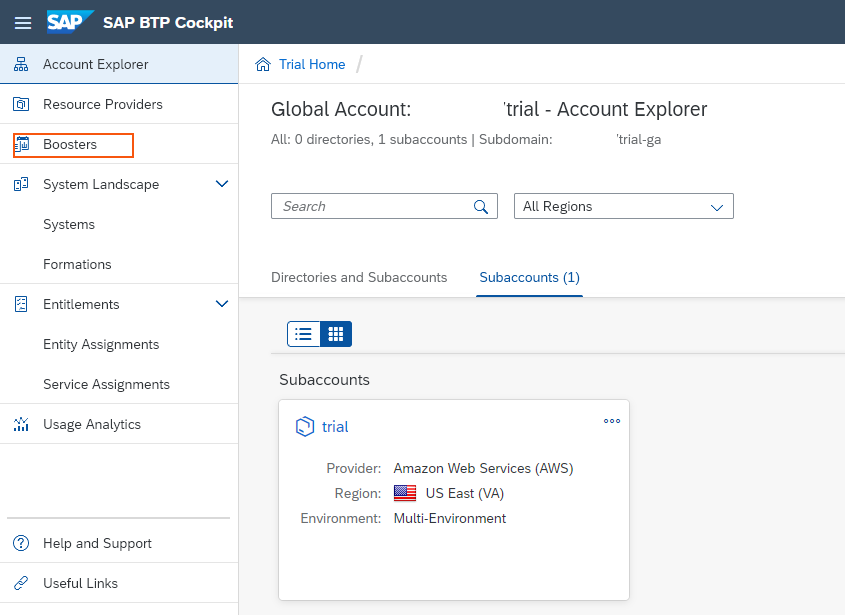 SAP SAP BTP Cockpit
Account Explorer
Resource Providers
Boosters
System Landscape
Systems
Formations
Entitlements
Entity Assignments
Service Assignments
Usage Analytics
Help and Support
Useful Links
Trial Home /
Global Account: 'trial - Account Explorer
All: 0 directories, 1 subaccounts | Subdomain: 'trial-ga
Search All Regions
Directories and Subaccounts Subaccounts (1)
Subaccounts
trial
Provider: Amazon Web Services (AWS)
Region: US East (VA)
Environment: Multi-Environment